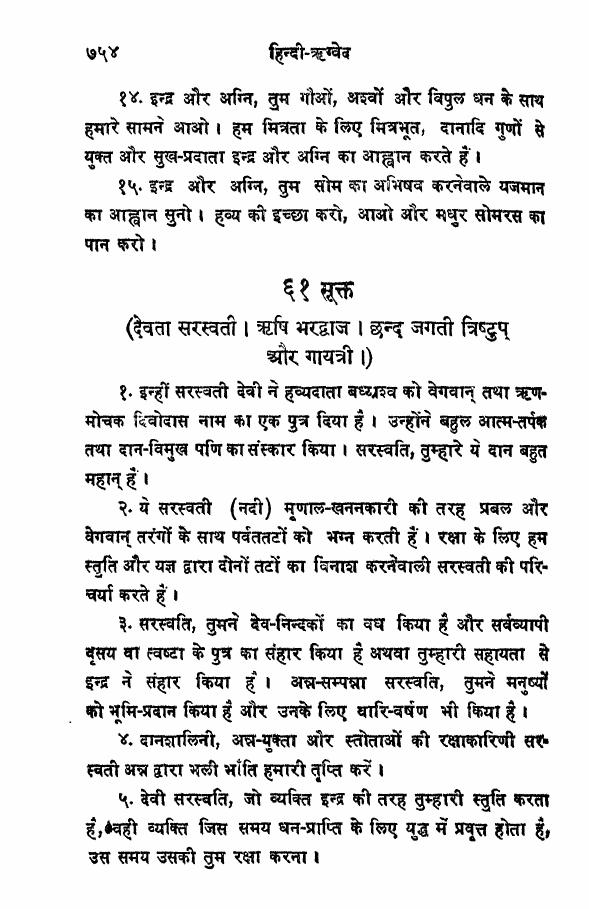 ७५४ हिन्दी-ऋग्वेद
१४. इन्द्र और अग्नि, तुम गौओं, अश्वों और विपुल धन के साथ
हमारे सामने आओ । हम मित्रता के लिए मित्रभूत, दानादि गुणों से
युक्त और सुख-प्रदाता इन्द्र और अग्नि का आह्वान करते हैं ।
१५. इन्द्र और अग्नि, तुम सोम का अभिषव करनेवाले यजमान
का आह्वान सुनो । हव्य की इच्छा करो, आओ और मधुर सोमरस का
पान करो ।
६१ सूक्त
(देवता सरस्वती । ऋषि भरद्वाज । छन्द जगती त्रिष्टुप्
और गायत्री ।)
१. इन्हीं सरस्वती देवी ने हव्यदाता बध्य्रश्व को वेगवान् तथा ऋण-
मोचक दिवोदास नाम का एक पुत्र दिया है । उन्होंने बहुल आत्म-तर्पक
तथा दान-विमुख पणि का संस्कार किया । सरस्वति, तुम्हारे ये दान बहुत
महान् हैं ।
२. ये सरस्वती (नदी) मृणाल-खननकारी की तरह प्रबल और
वेगवान् तरंगों के साथ पर्वततटों को भग्न करती हैं । रक्षा के लिए हम
स्तुति और यज्ञ द्वारा दोनों तटों का विनाश करनेवाली सरस्वती की परि-
चर्या करते हैं ।
३. सरस्वति, तुमने देव-निन्दकों का वध किया है और सर्वव्यापी
वृसय वा त्वष्टा के पुत्र का संहार किया है अथवा तुम्हारी सहायता से
इन्द्र ने संहार किया है । अन्न-सम्पन्ना सरस्वति, तुमने मनुष्यों
को भूमि-प्रदान किया है और उनके लिए वारि-वर्षण भी किया है ।
४. दानशालिनी, अन्न-युक्ता और स्तोताओं की रक्षाकारिणी सर-
स्वती अन्न द्वारा भली भाँति हमारी तृप्ति करें ।
५. देवी सरस्वति, जो व्यक्ति इन्द्र की तरह तुम्हारी स्तुति करता
है, वही व्यक्ति जिस समय धन-प्राप्ति के लिए युद्ध में प्रवृत्त होता है,
उस समय उसकी तुम रक्षा करना ।